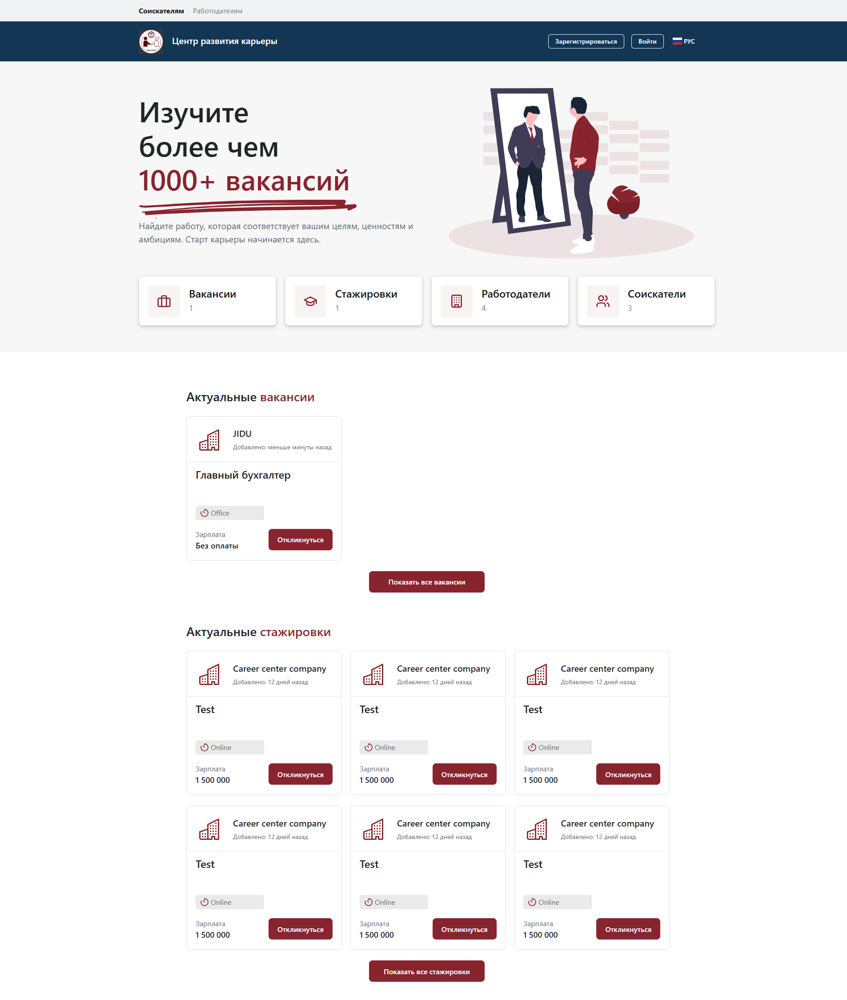 Соискателям Работодателям
Центр развития карьеры
Зарегистрироваться Войти РУС
Изучите
более чем
1000+ вакансий
Найдите работу, которая соответствует вашим целям, ценностям и
амбициям. Старт карьеры начинается здесь.
Вакансии
1
Стажировки
1
Работодатели
4
Соискатели
3
Актуальные вакансии
JIDU
Добавлено: меньше минуты назад
Главный бухгалтер
Office
Зарплата
Без оплаты
Откликнуться
Показать все вакансии
Актуальные стажировки
Career center company
Добавлено: 12 дней назад
Test
Online
Зарплата
1 500 000
Откликнуться
Career center company
Добавлено: 12 дней назад
Test
Online
Зарплата
1 500 000
Откликнуться
Career center company
Добавлено: 12 дней назад
Test
Online
Зарплата
1 500 000
Откликнуться
Career center company
Добавлено: 12 дней назад
Test
Online
Зарплата
1 500 000
Откликнуться
Career center company
Добавлено: 12 дней назад
Test
Online
Зарплата
1 500 000
Откликнуться
Career center company
Добавлено: 12 дней назад
Test
Online
Зарплата
1 500 000
Откликнуться
Показать все стажировки